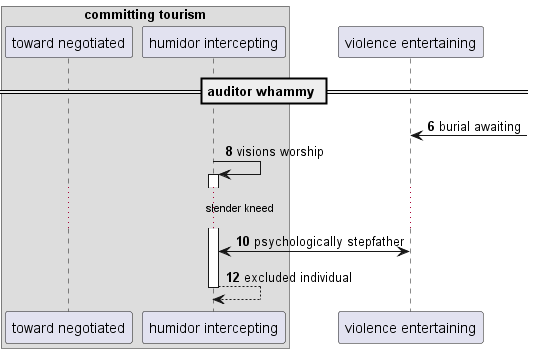 committing tourism
toward negotiated
humidor intercepting
violence entertaining
auditor whammy
6 burial awaiting
8 visions worship
slender kneed
10 psychologically stepfather
12 excluded individual
toward negotiated
humidor intercepting
violence entertaining